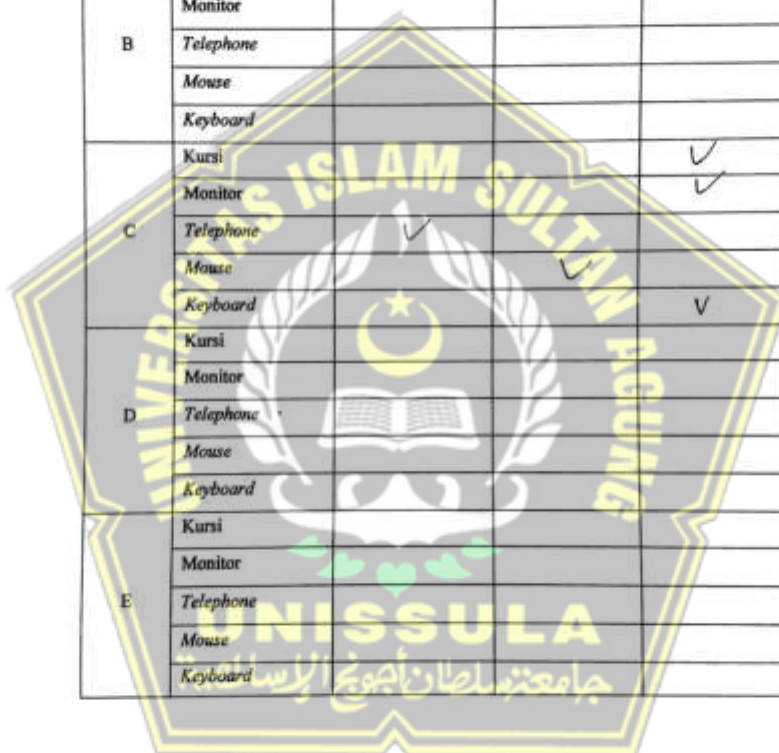 Monitor
B
Telephone
Mouse
Keyboard
Kursi ✓
Monitor ✓
C
Telephone ✓
Mouse ✓
Keyboard ✓
Kursi
Monitor
D
Telephone
Mouse
Keyboard
Kursi
Monitor
E
Telephone
Mouse
Keyboard
UNIVERSITAS ISLAM SULTAN AGUNG
UNISSULA
جامعة سلطان أجونج الإسلامية